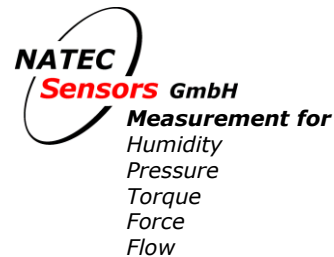 NATEC
Sensors GmbH
Measurement for
Humidity
Pressure
Torque
Force
Flow